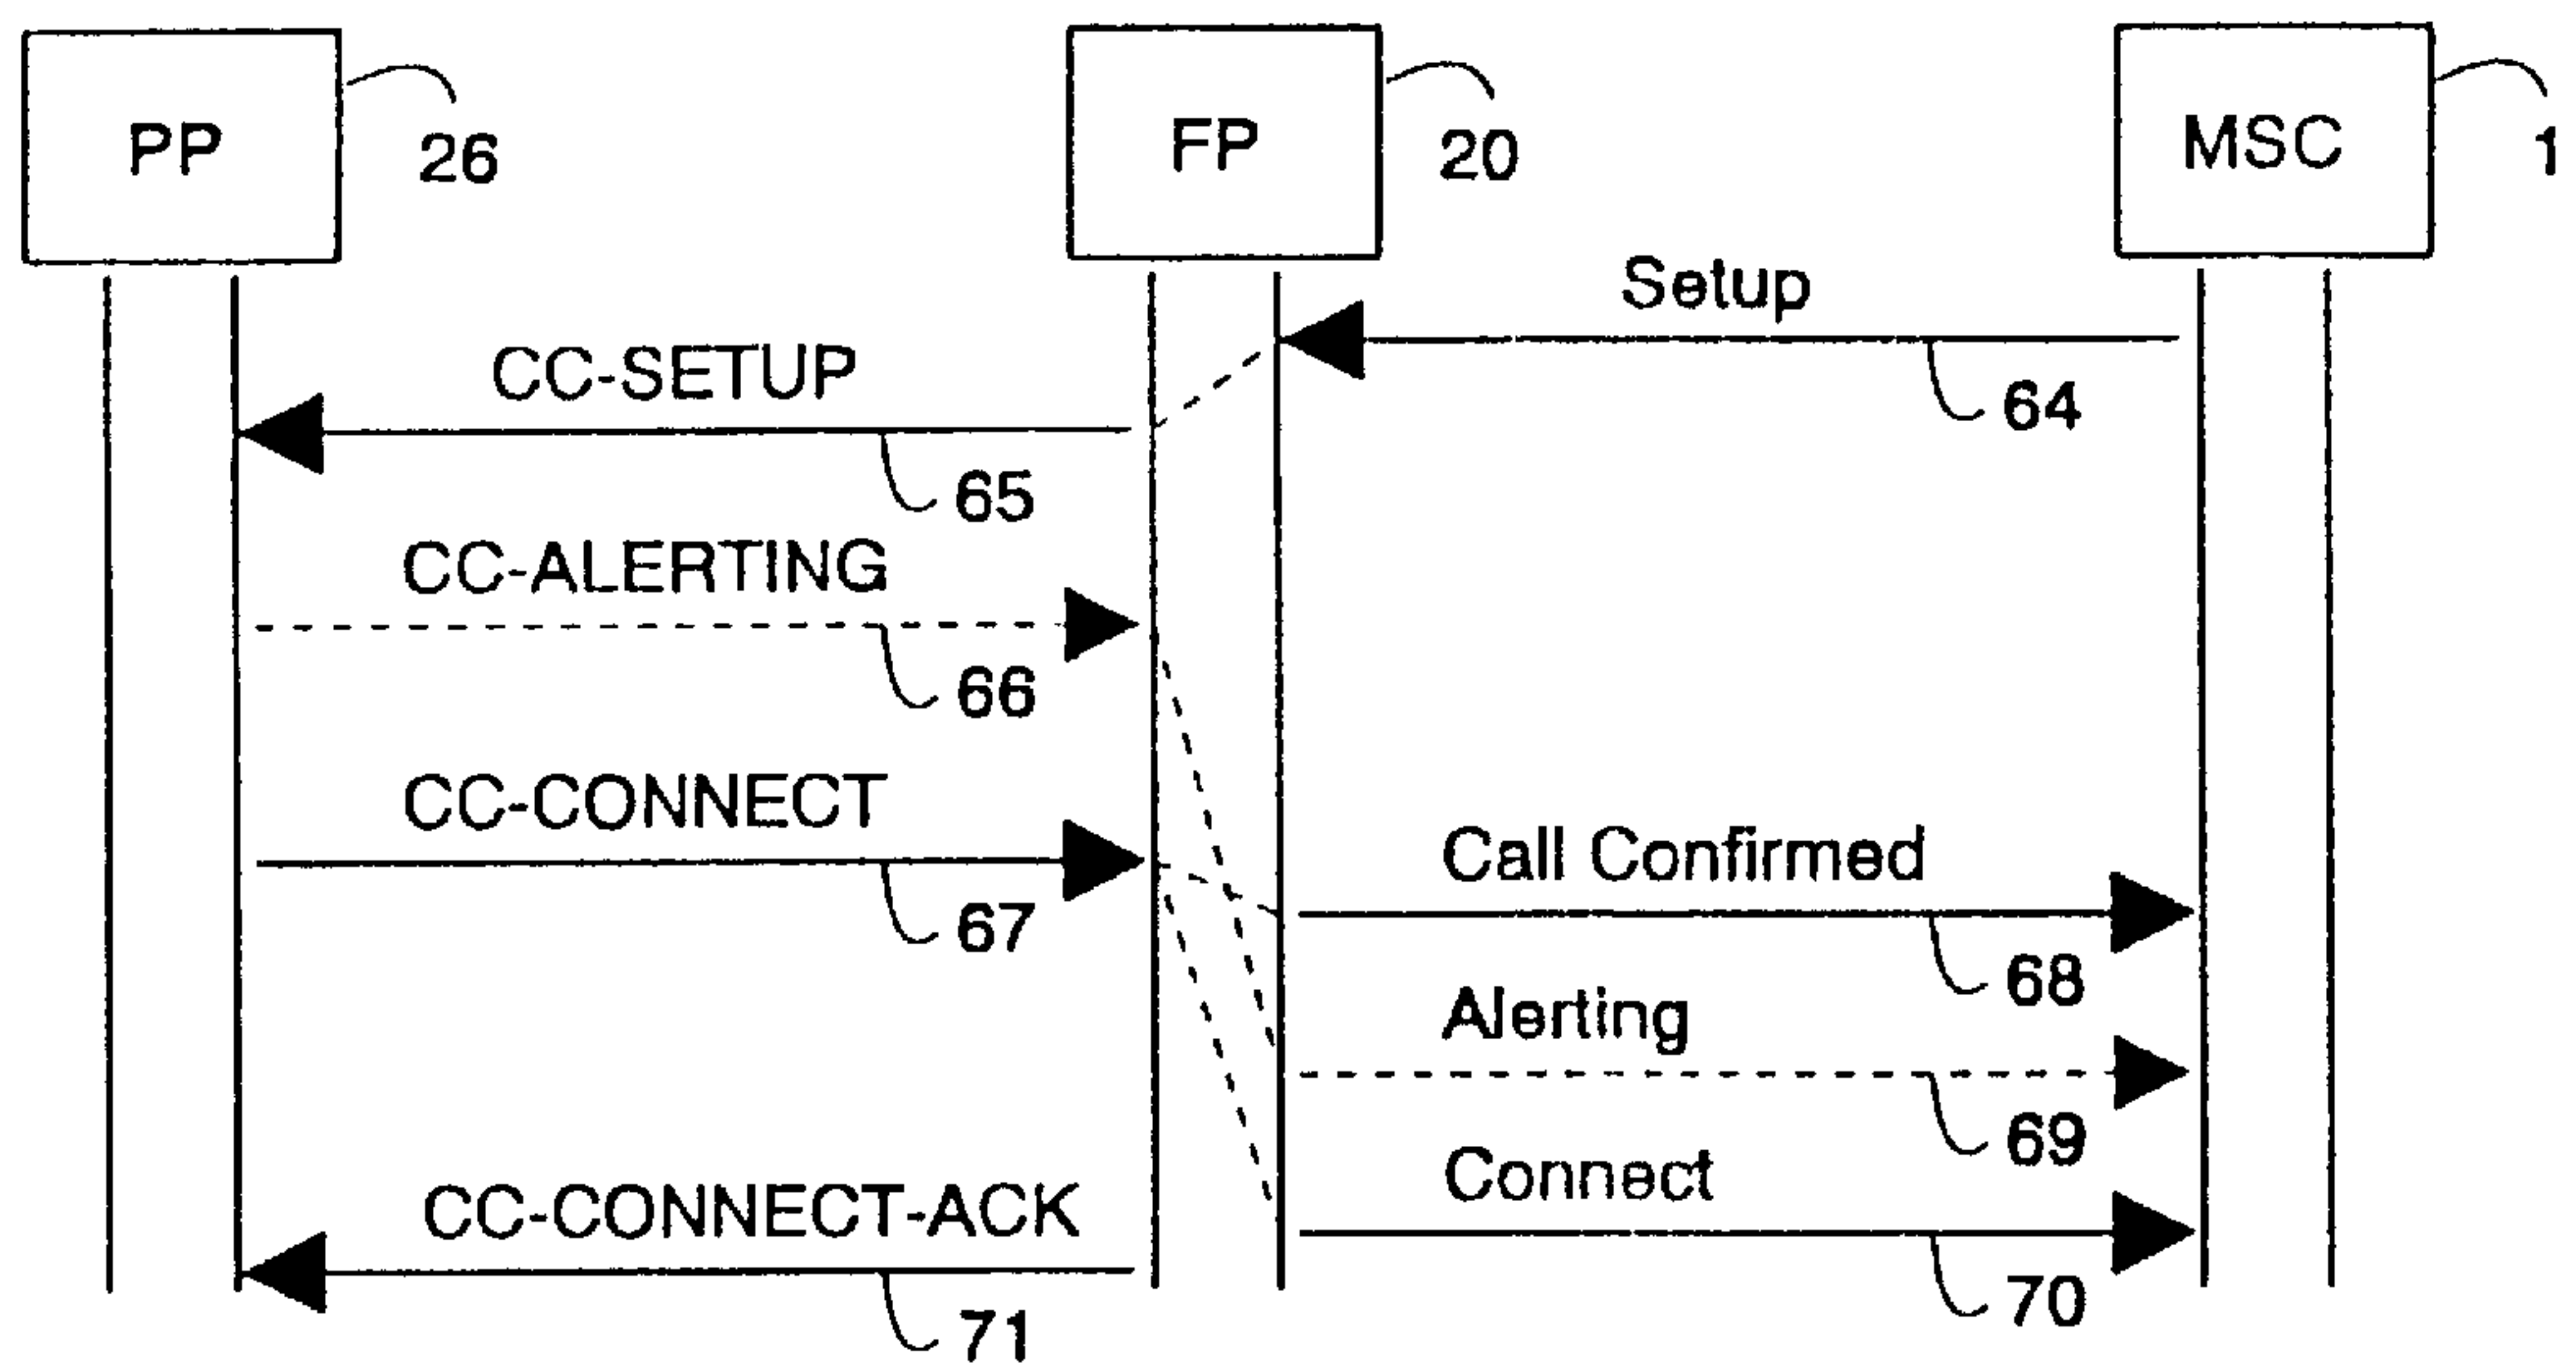 PP
26
FP
20
MSC
1
Setup
64
CC-SETUP
65
CC-ALERTING
66
CC-CONNECT
67
Call Confirmed
68
Alerting
69
Connect
70
CC-CONNECT-ACK
71